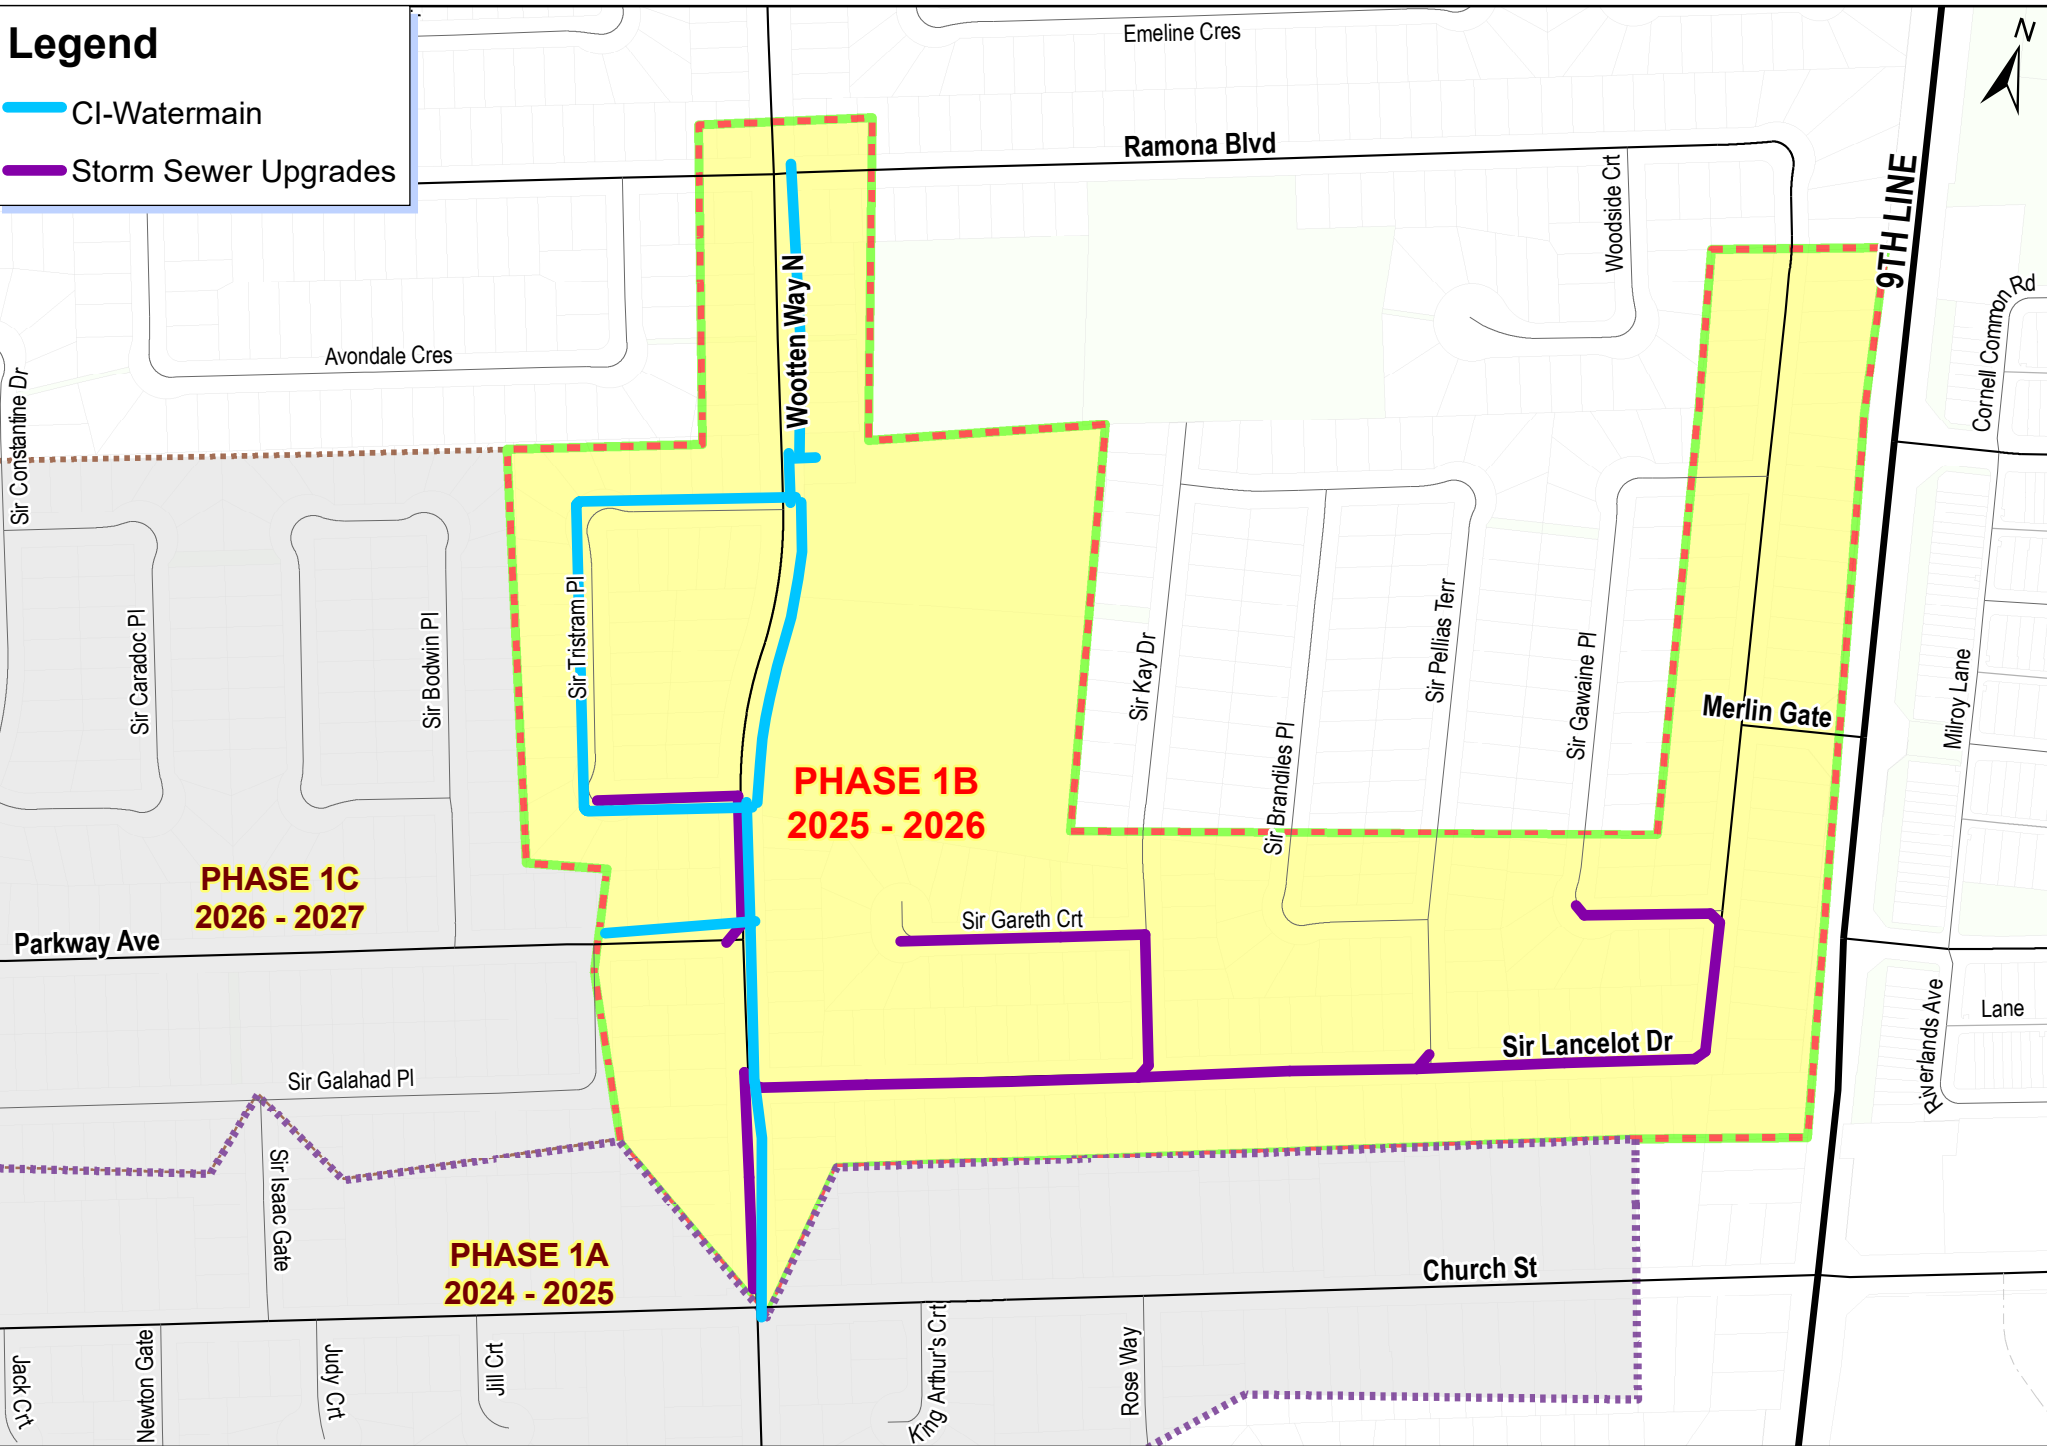 Legend
CI-Watermain
Storm Sewer Upgrades
Emeline Cres
N
Ramona Blvd
Woodside Crt
9TH LINE
Wootten Way N
Avondale Cres
Sir Constantine Dr
Cornell Common Rd
Sir Caradoc Pl
Sir Bodwin Pl
Sir Tristram Pl
Sir Kay Dr
Sir Brandiles Pl
Sir Pellias Terr
Sir Gawaine Pl
Merlin Gate
Milroy Lane
PHASE 1B
2025 - 2026
PHASE 1C
2026 - 2027
Parkway Ave
Sir Gareth Crt
Sir Lancelot Dr
Riverlands Ave
Lane
Sir Galahad Pl
Sir Isaac Gate
PHASE 1A
2024 - 2025
Church St
Jack Crt
Newton Gate
Judy Crt
Jill Crt
King Arthur's Crt
Rose Way